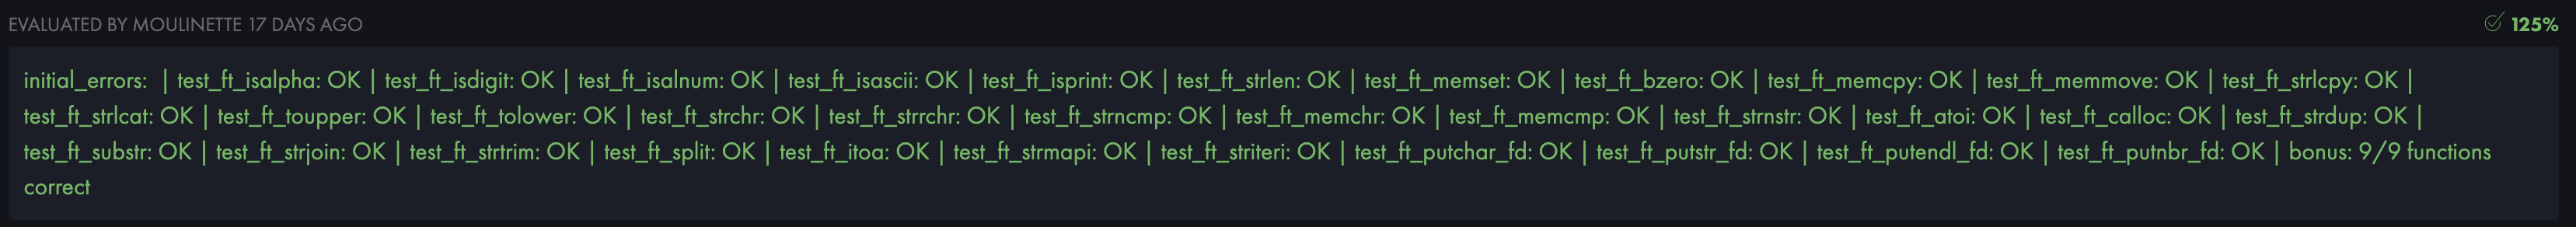 EVALUATED BY MOULINETTE 17 DAYS AGO
125%
initial_errors: | test_ft_isalpha: OK | test_ft_isdigit: OK | test_ft_isalnum: OK | test_ft_isascii: OK | test_ft_isprint: OK | test_ft_strlen: OK | test_ft_memset: OK | test_ft_bzero: OK | test_ft_memcpy: OK | test_ft_memmove: OK | test_ft_strlcpy: OK |
test_ft_strlcat: OK | test_ft_toupper: OK | test_ft_tolower: OK | test_ft_strchr: OK | test_ft_strrchr: OK | test_ft_strncmp: OK | test_ft_memchr: OK | test_ft_memcmp: OK | test_ft_strnstr: OK | test_ft_atoi: OK | test_ft_calloc: OK | test_ft_strdup: OK |
test_ft_substr: OK | test_ft_strjoin: OK | test_ft_strtrim: OK | test_ft_split: OK | test_ft_itoa: OK | test_ft_strmapi: OK | test_ft_striteri: OK | test_ft_putchar_fd: OK | test_ft_putstr_fd: OK | test_ft_putendl_fd: OK | test_ft_putnbr_fd: OK | bonus: 9/9 functions
correct